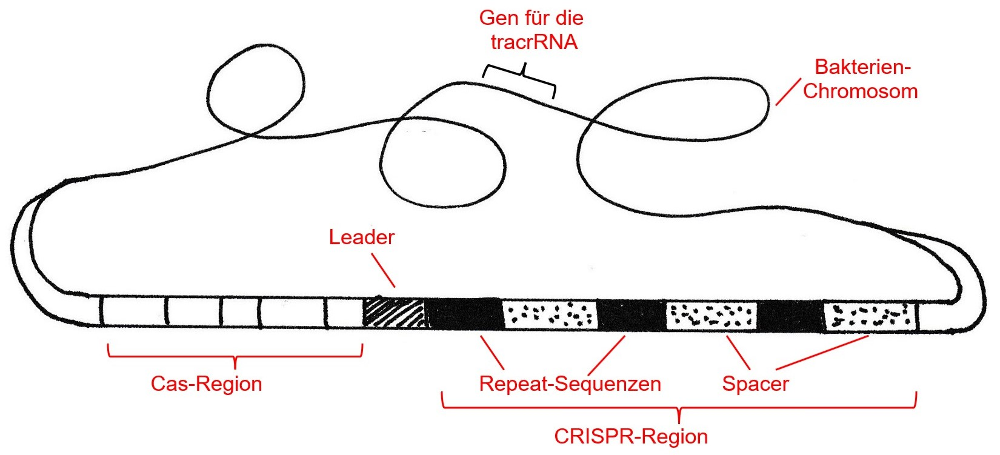 Gen für die
tracrRNA
Bakterien-
Chromosom
Leader
Cas-Region
Repeat-Sequenzen
Spacer
CRISPR-Region